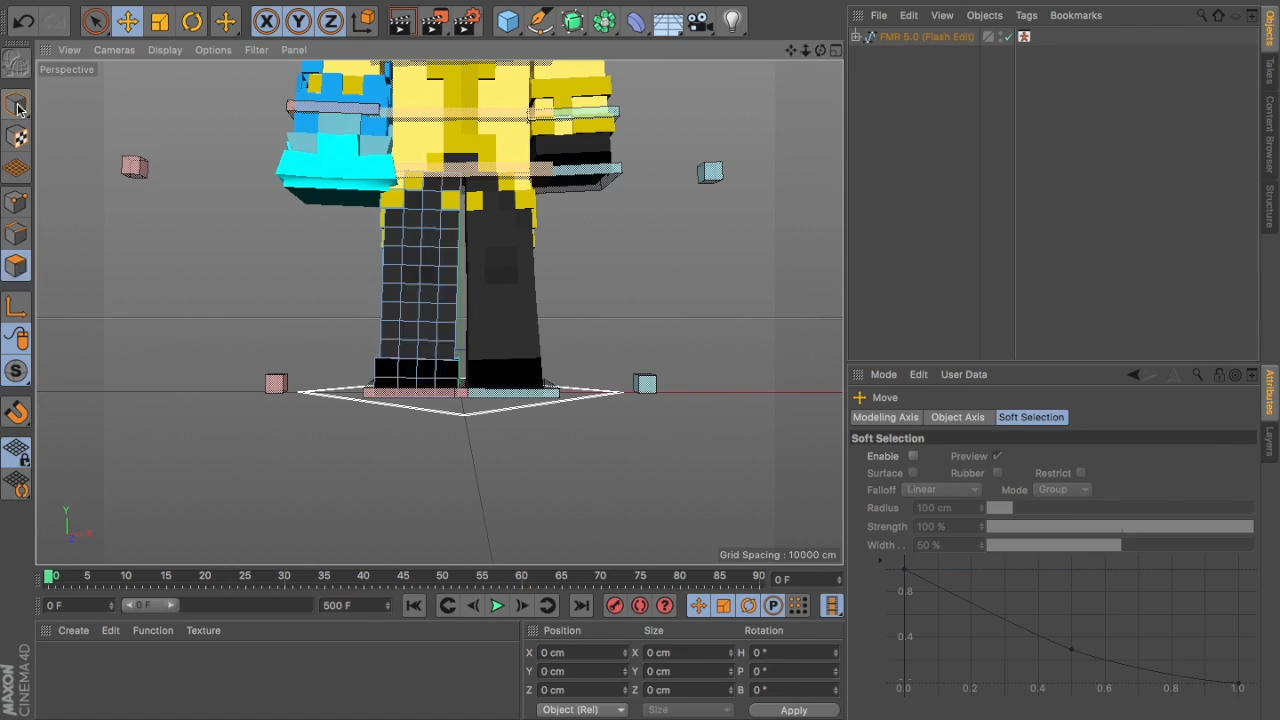 X Y Z
File Edit View Objects Tags Bookmarks
View Cameras Display Options Filter Panel
FMR 5.0 (Flash Edit)
Perspective
Objects
Takes
Content Browser
Structure
S
Mode Edit User Data
Move
Modeling Axis Object Axis Soft Selection
Soft Selection
Enable Preview
Surface Rubber Restrict
Falloff Linear Mode Group
Radius 100 cm
Strength 100 %
Width . . 50 %
0.8
0.4
0.0 0.2 0.4 0.6 0.8 1.0
Attributes
Layers
Y
Z
Grid Spacing : 10000 cm
0 5 10 15 20 25 30 35 40 45 50 55 60 65 70 75 80 85 90 0 F
0 F 0 F 500 F P
Create Edit Function Texture
Position Size Rotation
X 0 cm X 0 cm H 0 °
Y 0 cm Y 0 cm P 0 °
Z 0 cm Z 0 cm B 0 °
Object (Rel) Size Apply
MAXON
CINEMA 4D